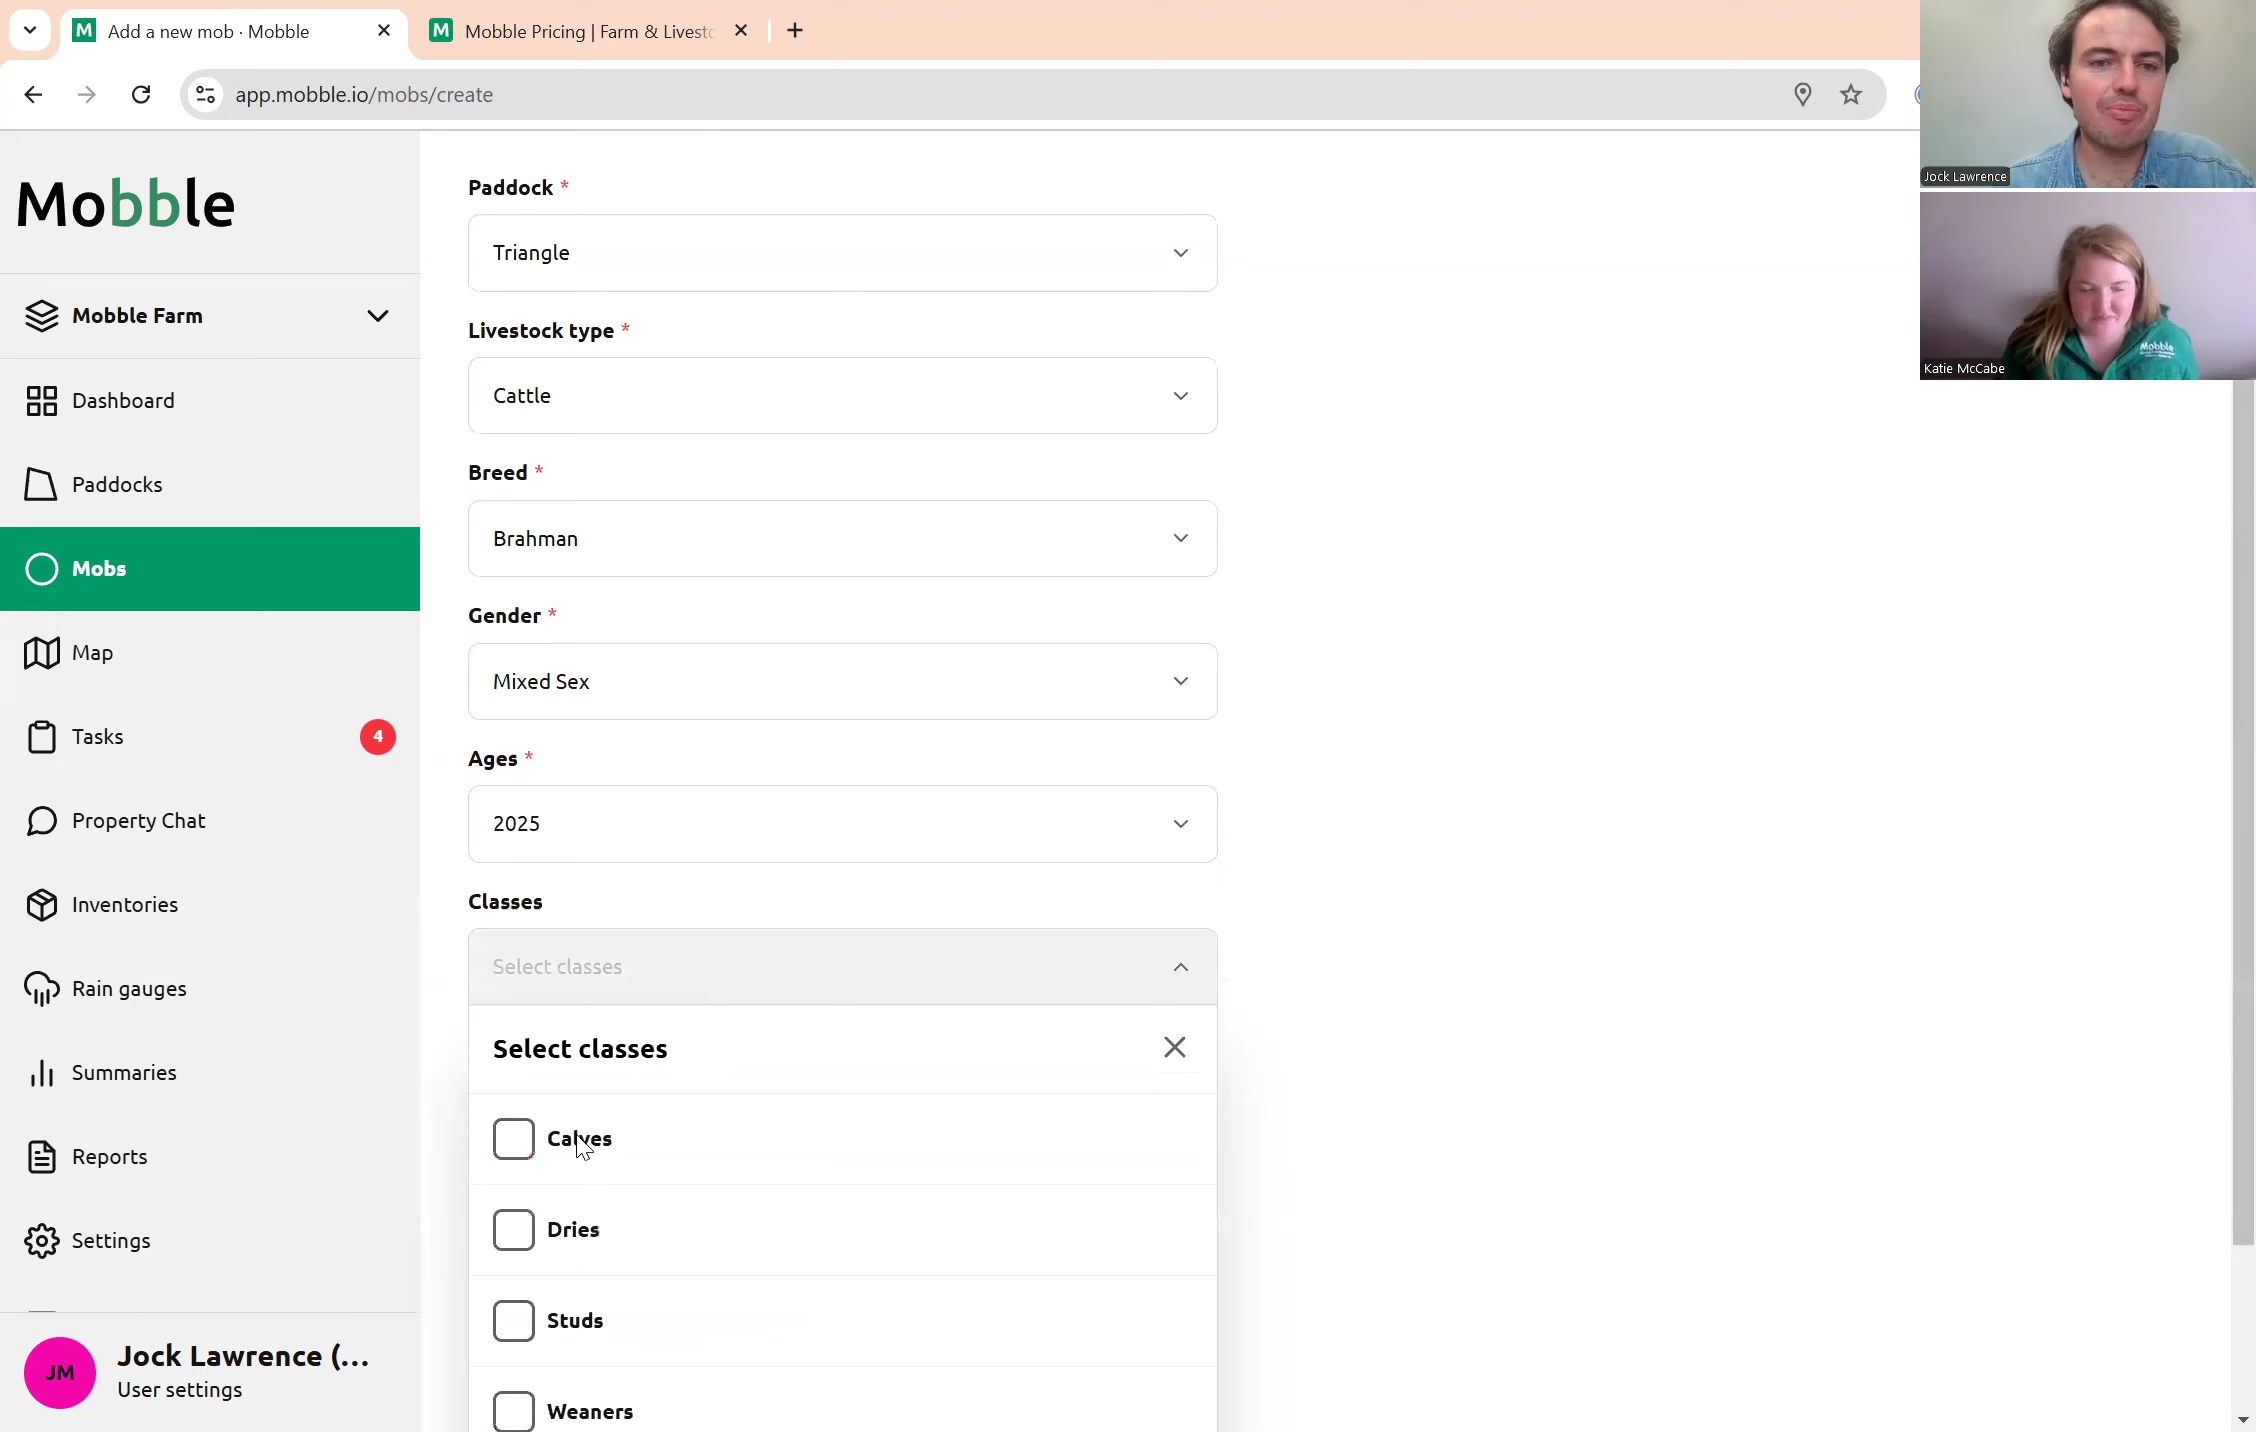 Add a new mob · Mobble
Mobble Pricing | Farm & Livesto
app.mobble.io/mobs/create
Jock Lawrence
Mobble
Katie McCabe
Mobble
Mobble Farm
Dashboard
Paddocks
Mobs
Map
Tasks
4
Property Chat
Inventories
Rain gauges
Summaries
Reports
Settings
JM
Jock Lawrence (...
User settings
Paddock *
Triangle
Livestock type *
Cattle
Breed *
Brahman
Gender *
Mixed Sex
Ages *
2025
Classes
Select classes
Select classes
Calves
Dries
Studs
Weaners